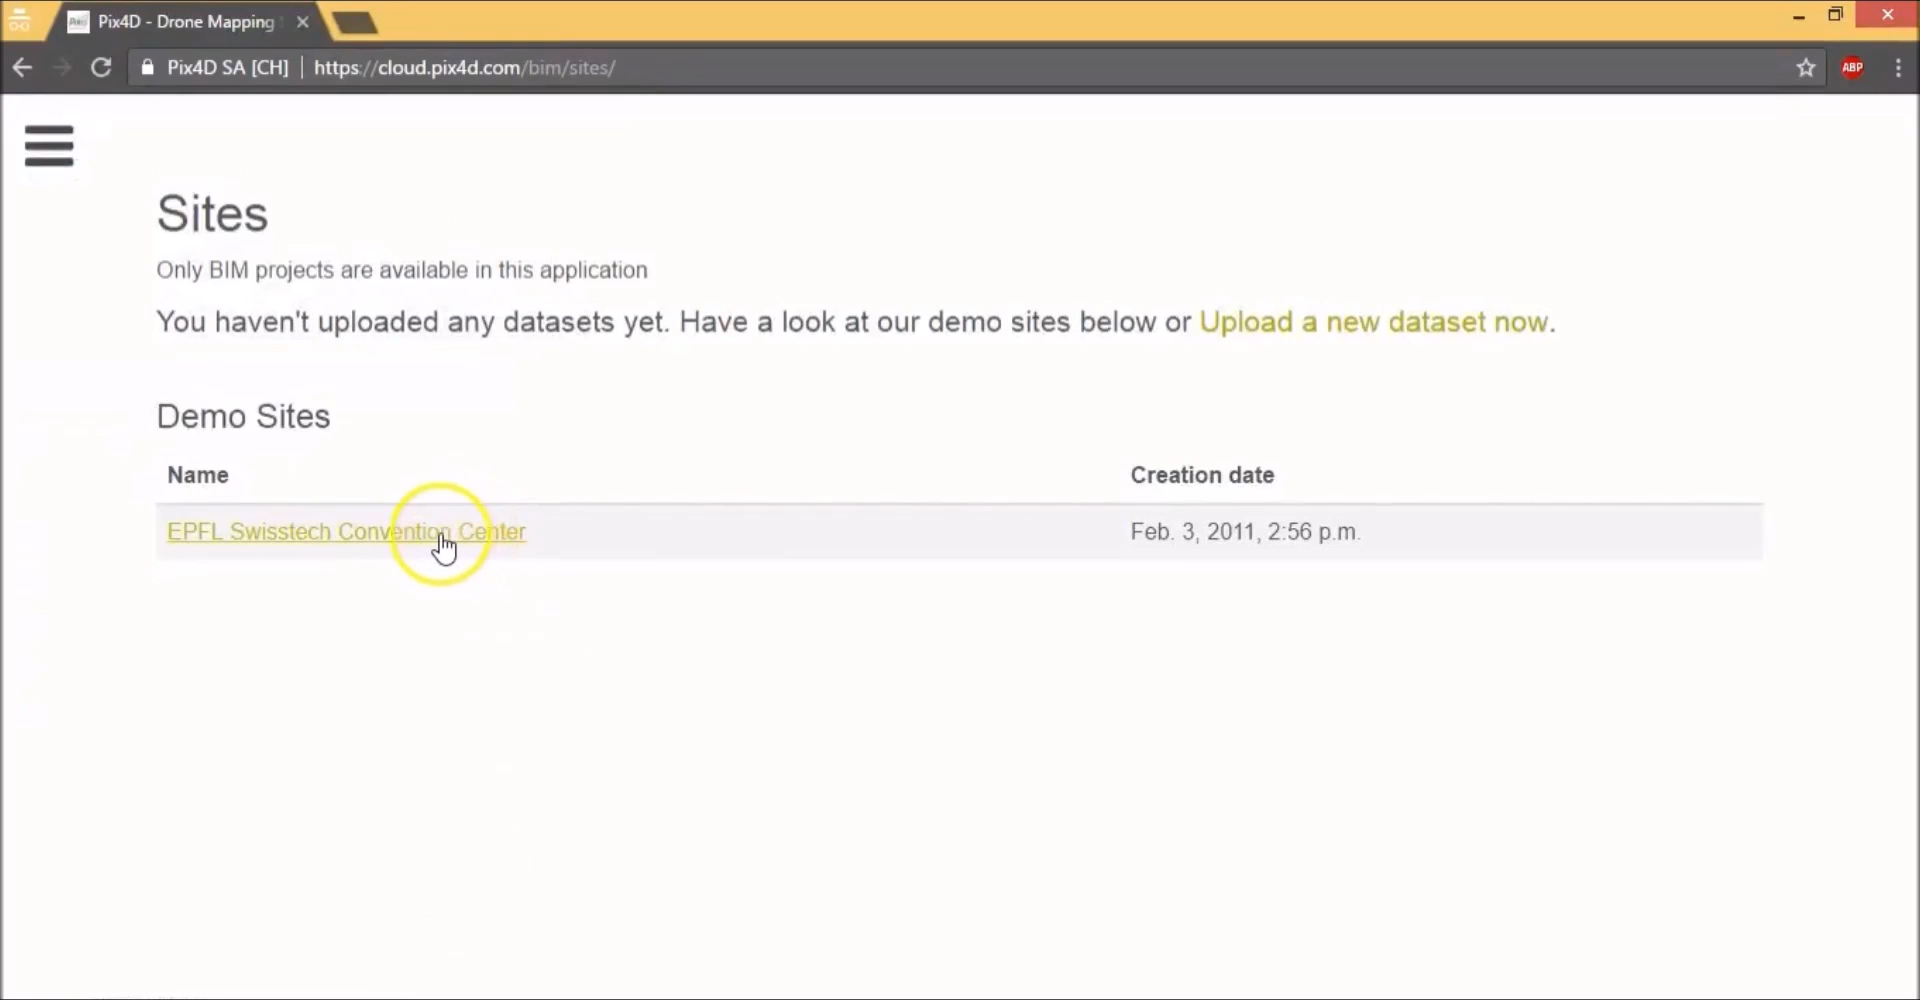 Pix4D - Drone Mapping
Pix4D SA [CH] https://cloud.pix4d.com/bim/sites/
ABP
Sites
Only BIM projects are available in this application
You haven't uploaded any datasets yet. Have a look at our demo sites below or Upload a new dataset now.
Demo Sites
Name Creation date
EPFL Swisstech Convention Center Feb. 3, 2011, 2:56 p.m.